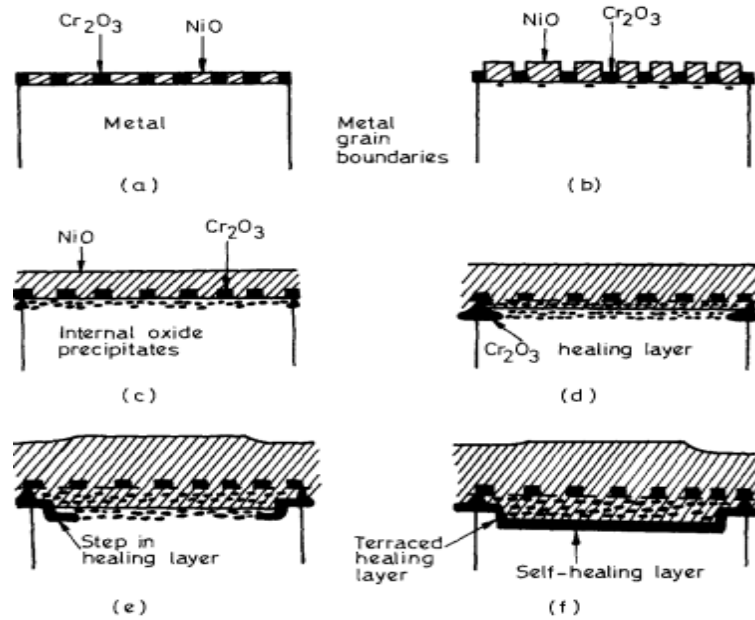 Cr₂O₃
NiO
Metal
(a)
NiO
Cr₂O₃
Metal
grain
boundaries
(b)
NiO
Cr₂O₃
Internal oxide
precipitates
(c)
Cr₂O₃ healing layer
(d)
Step in
healing layer
(e)
Terraced
healing
layer
Self-healing layer
(f)